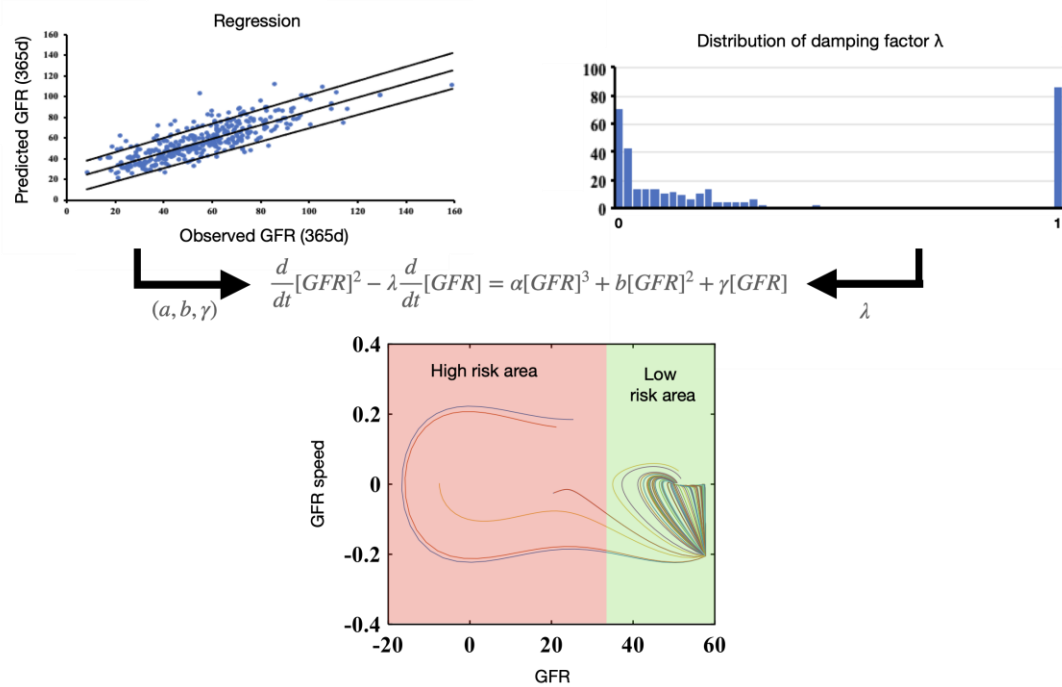 Regression
Predicted GFR (365d)
160
140
120
100
80
60
40
20
0
0 20 40 60 80 100 120 140 160
Observed GFR (365d)
Distribution of damping factor λ
100
80
60
40
20
0
0 1
(a, b, γ)
d/dt[GFR]² − λ d/dt[GFR] = α[GFR]³ + b[GFR]² + γ[GFR]
λ
High risk area
Low
risk area
GFR speed
0.4
0.2
0
-0.2
-0.4
-20 0 20 40 60
GFR